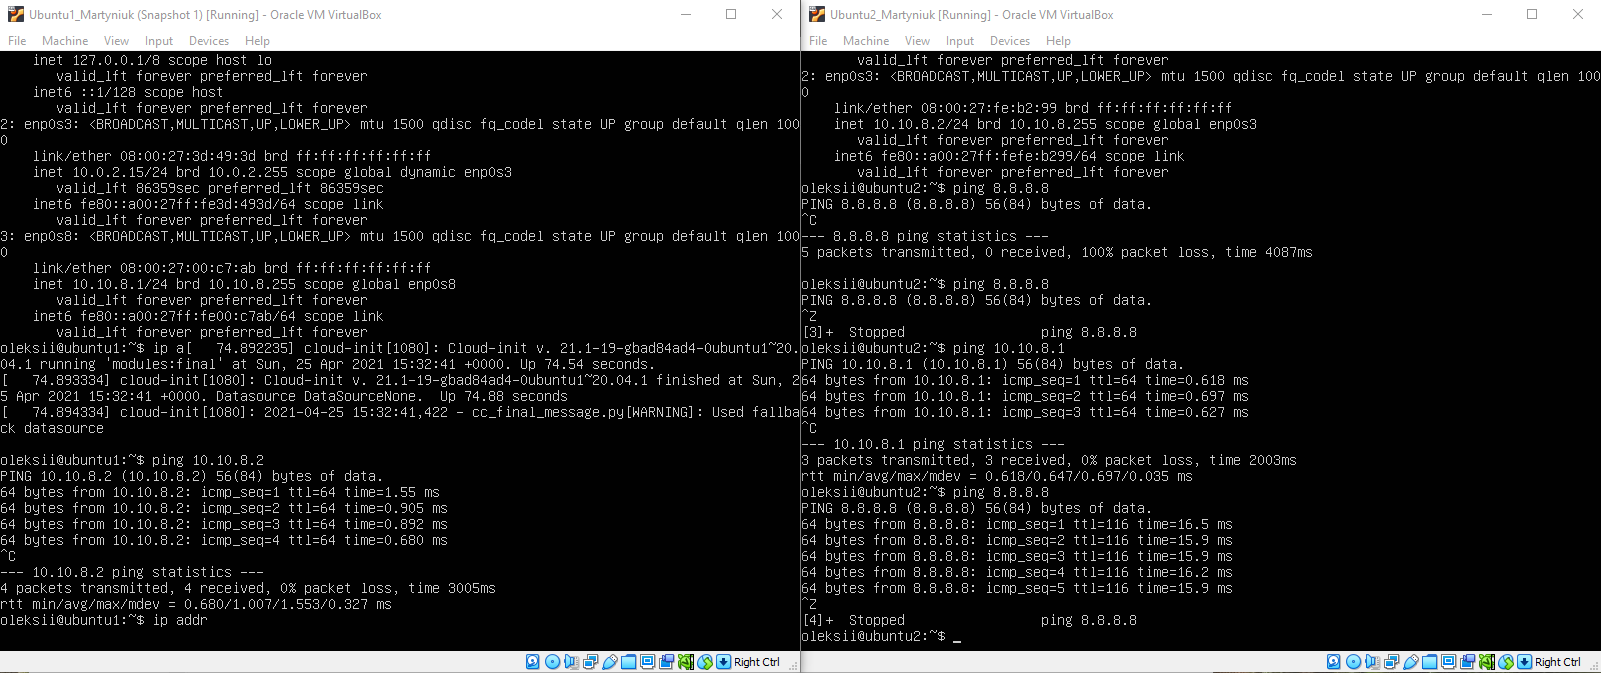 Ubuntu1_Martyniuk (Snapshot 1) [Running] - Oracle VM VirtualBox
File Machine View Input Devices Help
inet 127.0.0.1/8 scope host lo
valid_lft forever preferred_lft forever
inet6 ::1/128 scope host
valid_lft forever preferred_lft forever
2: enp0s3: <BROADCAST,MULTICAST,UP,LOWER_UP> mtu 1500 qdisc fq_codel state UP group default qlen 100
0
link/ether 08:00:27:3d:49:3d brd ff:ff:ff:ff:ff:ff
inet 10.0.2.15/24 brd 10.0.2.255 scope global dynamic enp0s3
valid_lft 86359sec preferred_lft 86359sec
inet6 fe80::a00:27ff:fe3d:493d/64 scope link
valid_lft forever preferred_lft forever
3: enp0s8: <BROADCAST,MULTICAST,UP,LOWER_UP> mtu 1500 qdisc fq_codel state UP group default qlen 100
0
link/ether 08:00:27:00:c7:ab brd ff:ff:ff:ff:ff:ff
inet 10.10.8.1/24 brd 10.10.8.255 scope global enp0s8
valid_lft forever preferred_lft forever
inet6 fe80::a00:27ff:fe00:c7ab/64 scope link
valid_lft forever preferred_lft forever
oleksii@ubuntu1:~$ ip a[   74.892235] cloud-init[1080]: Cloud-init v. 21.1-19-gbad84ad4-0ubuntu1~20.
04.1 running 'modules:final' at Sun, 25 Apr 2021 15:32:41 +0000. Up 74.54 seconds.
[   74.893334] cloud-init[1080]: Cloud-init v. 21.1-19-gbad84ad4-0ubuntu1~20.04.1 finished at Sun, 2
5 Apr 2021 15:32:41 +0000. Datasource DataSourceNone.  Up 74.88 seconds
[   74.894334] cloud-init[1080]: 2021-04-25 15:32:41,422 - cc_final_message.py[WARNING]: Used fallba
ck datasource
oleksii@ubuntu1:~$ ping 10.10.8.2
PING 10.10.8.2 (10.10.8.2) 56(84) bytes of data.
64 bytes from 10.10.8.2: icmp_seq=1 ttl=64 time=1.55 ms
64 bytes from 10.10.8.2: icmp_seq=2 ttl=64 time=0.905 ms
64 bytes from 10.10.8.2: icmp_seq=3 ttl=64 time=0.892 ms
64 bytes from 10.10.8.2: icmp_seq=4 ttl=64 time=0.680 ms
^C
--- 10.10.8.2 ping statistics ---
4 packets transmitted, 4 received, 0% packet loss, time 3005ms
rtt min/avg/max/mdev = 0.680/1.007/1.553/0.327 ms
oleksii@ubuntu1:~$ ip addr
Right Ctrl
Ubuntu2_Martyniuk [Running] - Oracle VM VirtualBox
File Machine View Input Devices Help
valid_lft forever preferred_lft forever
2: enp0s3: <BROADCAST,MULTICAST,UP,LOWER_UP> mtu 1500 qdisc fq_codel state UP group default qlen 100
0
link/ether 08:00:27:fe:b2:99 brd ff:ff:ff:ff:ff:ff
inet 10.10.8.2/24 brd 10.10.8.255 scope global enp0s3
valid_lft forever preferred_lft forever
inet6 fe80::a00:27ff:fefe:b299/64 scope link
valid_lft forever preferred_lft forever
oleksii@ubuntu2:~$ ping 8.8.8.8
PING 8.8.8.8 (8.8.8.8) 56(84) bytes of data.
^C
--- 8.8.8.8 ping statistics ---
5 packets transmitted, 0 received, 100% packet loss, time 4087ms
oleksii@ubuntu2:~$ ping 8.8.8.8
PING 8.8.8.8 (8.8.8.8) 56(84) bytes of data.
^Z
[3]+  Stopped                 ping 8.8.8.8
oleksii@ubuntu2:~$ ping 10.10.8.1
PING 10.10.8.1 (10.10.8.1) 56(84) bytes of data.
64 bytes from 10.10.8.1: icmp_seq=1 ttl=64 time=0.618 ms
64 bytes from 10.10.8.1: icmp_seq=2 ttl=64 time=0.697 ms
64 bytes from 10.10.8.1: icmp_seq=3 ttl=64 time=0.627 ms
^C
--- 10.10.8.1 ping statistics ---
3 packets transmitted, 3 received, 0% packet loss, time 2003ms
rtt min/avg/max/mdev = 0.618/0.647/0.697/0.035 ms
oleksii@ubuntu2:~$ ping 8.8.8.8
PING 8.8.8.8 (8.8.8.8) 56(84) bytes of data.
64 bytes from 8.8.8.8: icmp_seq=1 ttl=116 time=16.5 ms
64 bytes from 8.8.8.8: icmp_seq=2 ttl=116 time=15.9 ms
64 bytes from 8.8.8.8: icmp_seq=3 ttl=116 time=15.9 ms
64 bytes from 8.8.8.8: icmp_seq=4 ttl=116 time=16.2 ms
64 bytes from 8.8.8.8: icmp_seq=5 ttl=116 time=15.9 ms
^Z
[4]+  Stopped                 ping 8.8.8.8
oleksii@ubuntu2:~$ _
Right Ctrl